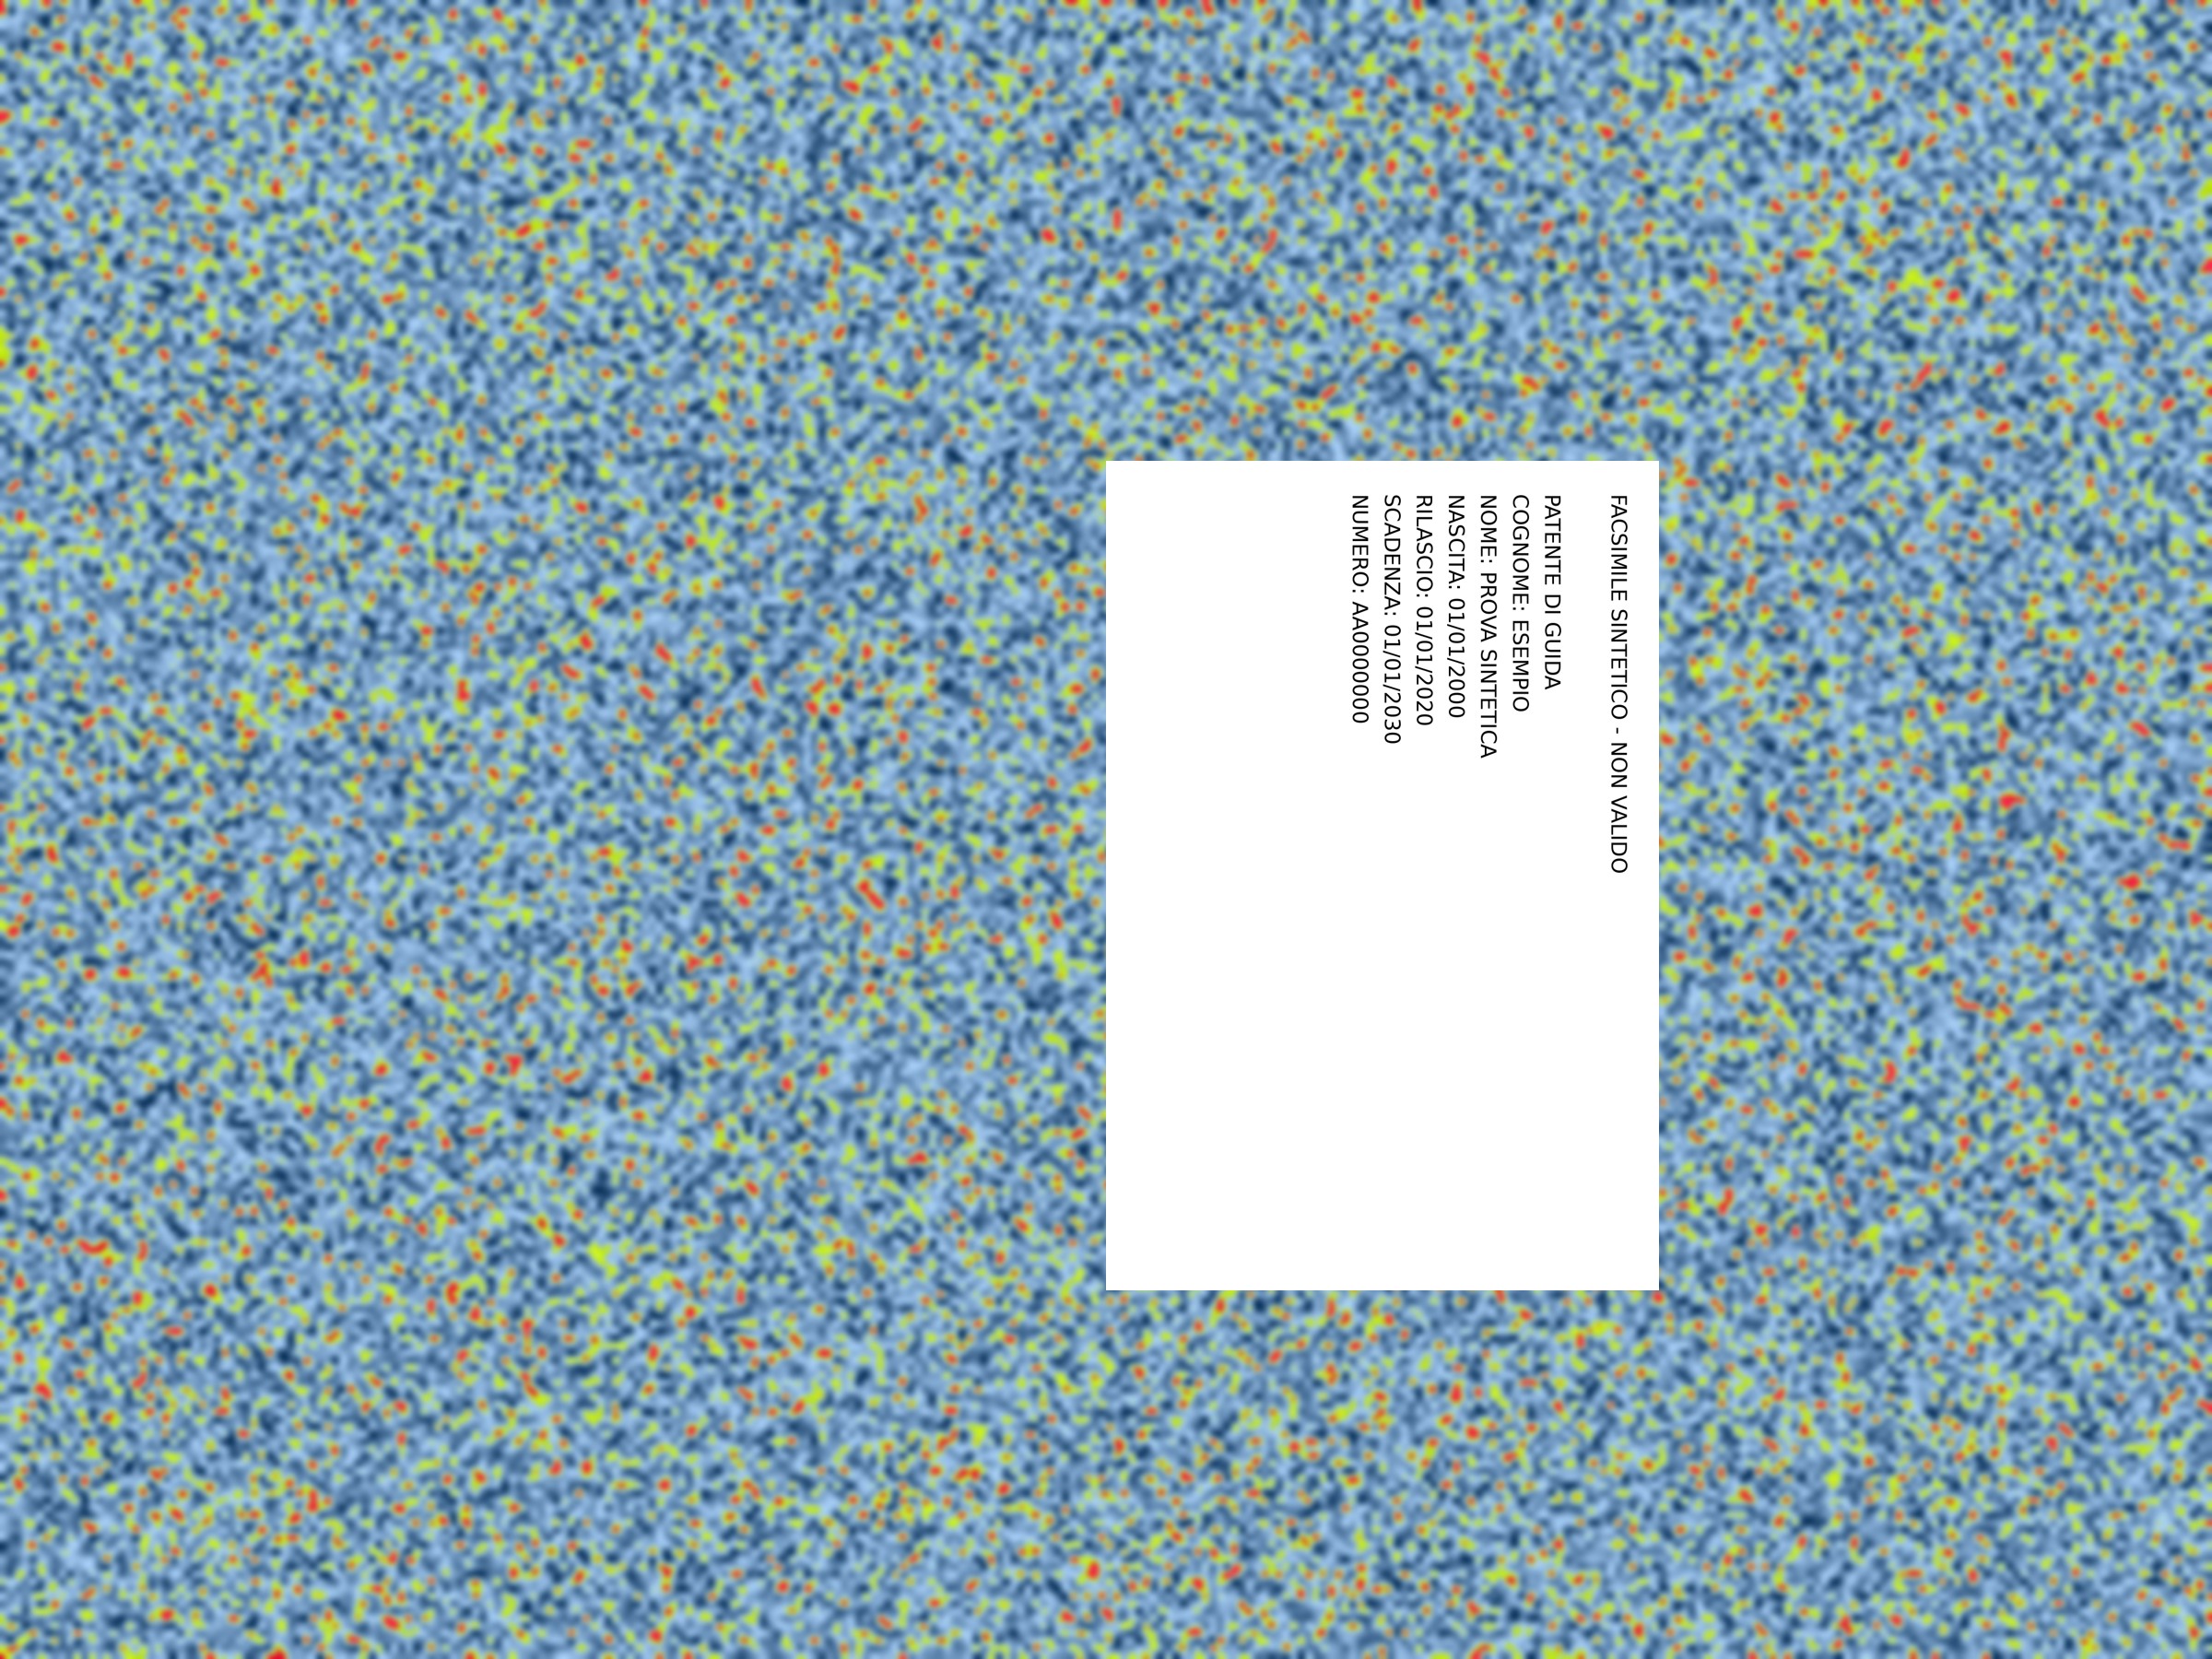 FACSIMILE SINTETICO - NON VALIDO
PATENTE DI GUIDA
COGNOME: ESEMPIO
NOME: PROVA SINTETICA
NASCITA: 01/01/2000
RILASCIO: 01/01/2020
SCADENZA: 01/01/2030
NUMERO: AA0000000